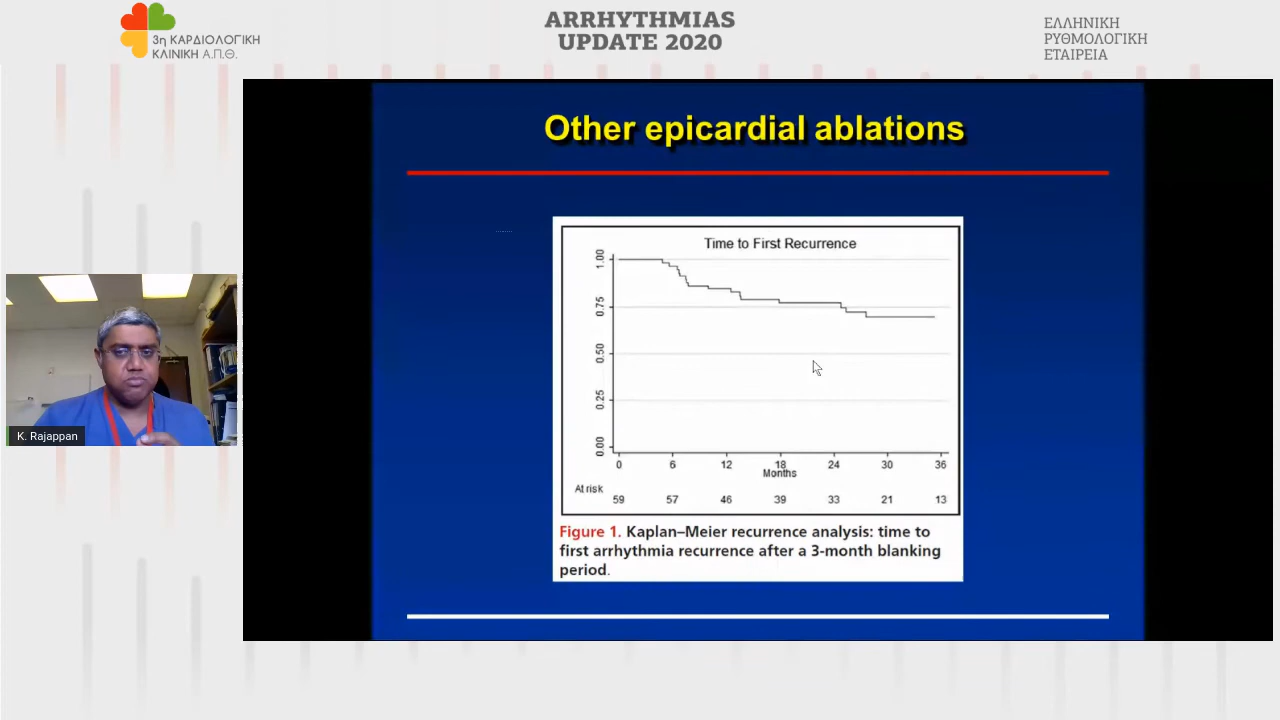 3η ΚΑΡΔΙΟΛΟΓΙΚΗ
ΚΛΙΝΙΚΗ Α.Π.Θ.
ARRHYTHMIAS
UPDATE 2020
ΕΛΛΗΝΙΚΗ
ΡΥΘΜΟΛΟΓΙΚΗ
ΕΤΑΙΡΕΙΑ
Other epicardial ablations
Time to First Recurrence
1.00
0.75
0.50
0.25
0.00
0 6 12 18 24 30 36
Months
At risk
59 57 46 39 33 21 13
Figure 1. Kaplan–Meier recurrence analysis: time to
first arrhythmia recurrence after a 3-month blanking
period.
K. Rajappan